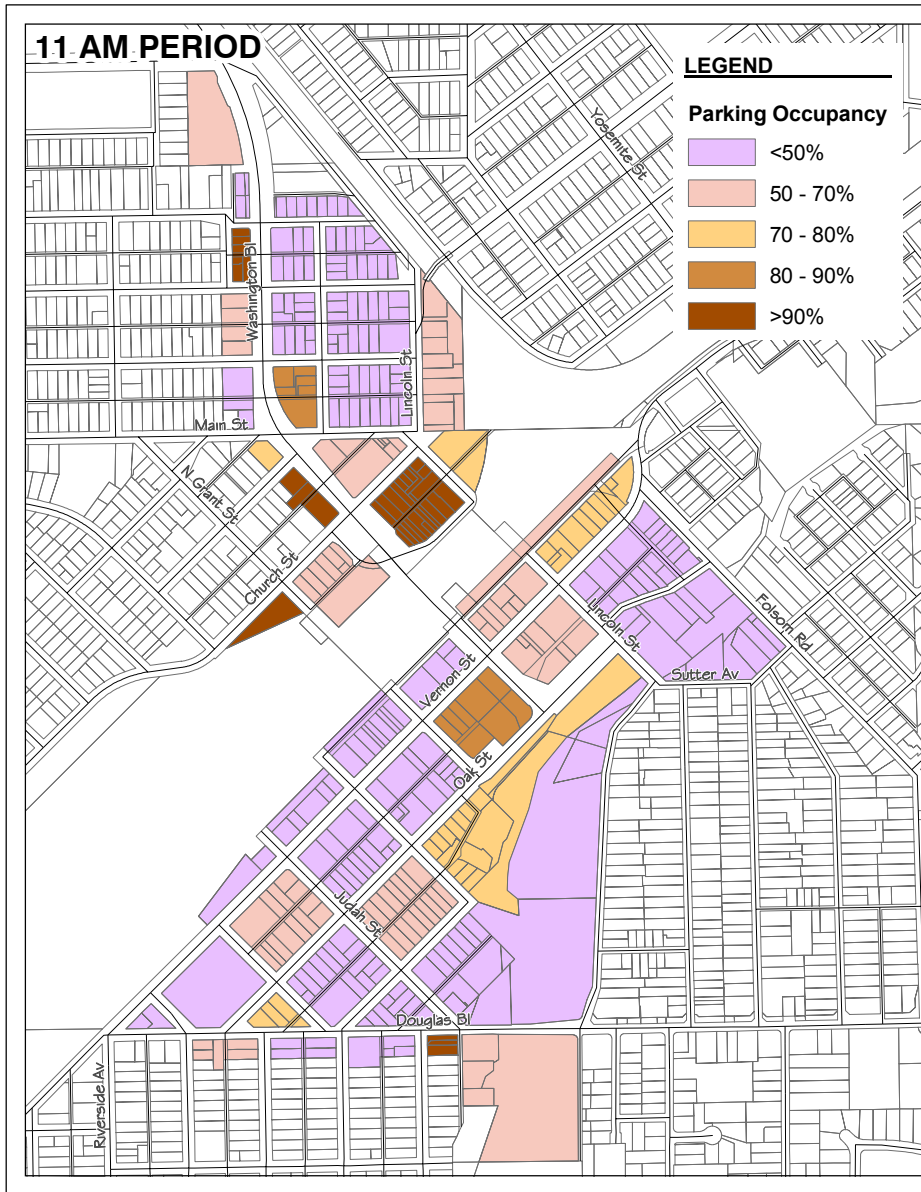 11 AM PERIOD
LEGEND
Parking Occupancy
<50%
50 - 70%
70 - 80%
80 - 90%
>90%
Yosemite St
Washington Bl
Lincoln St
Main St
N Grant St
Church St
Lincoln St
Folsom Rd
Vernon St
Sutter Av
Oak St
Judah St
Douglas Bl
Riverside Av